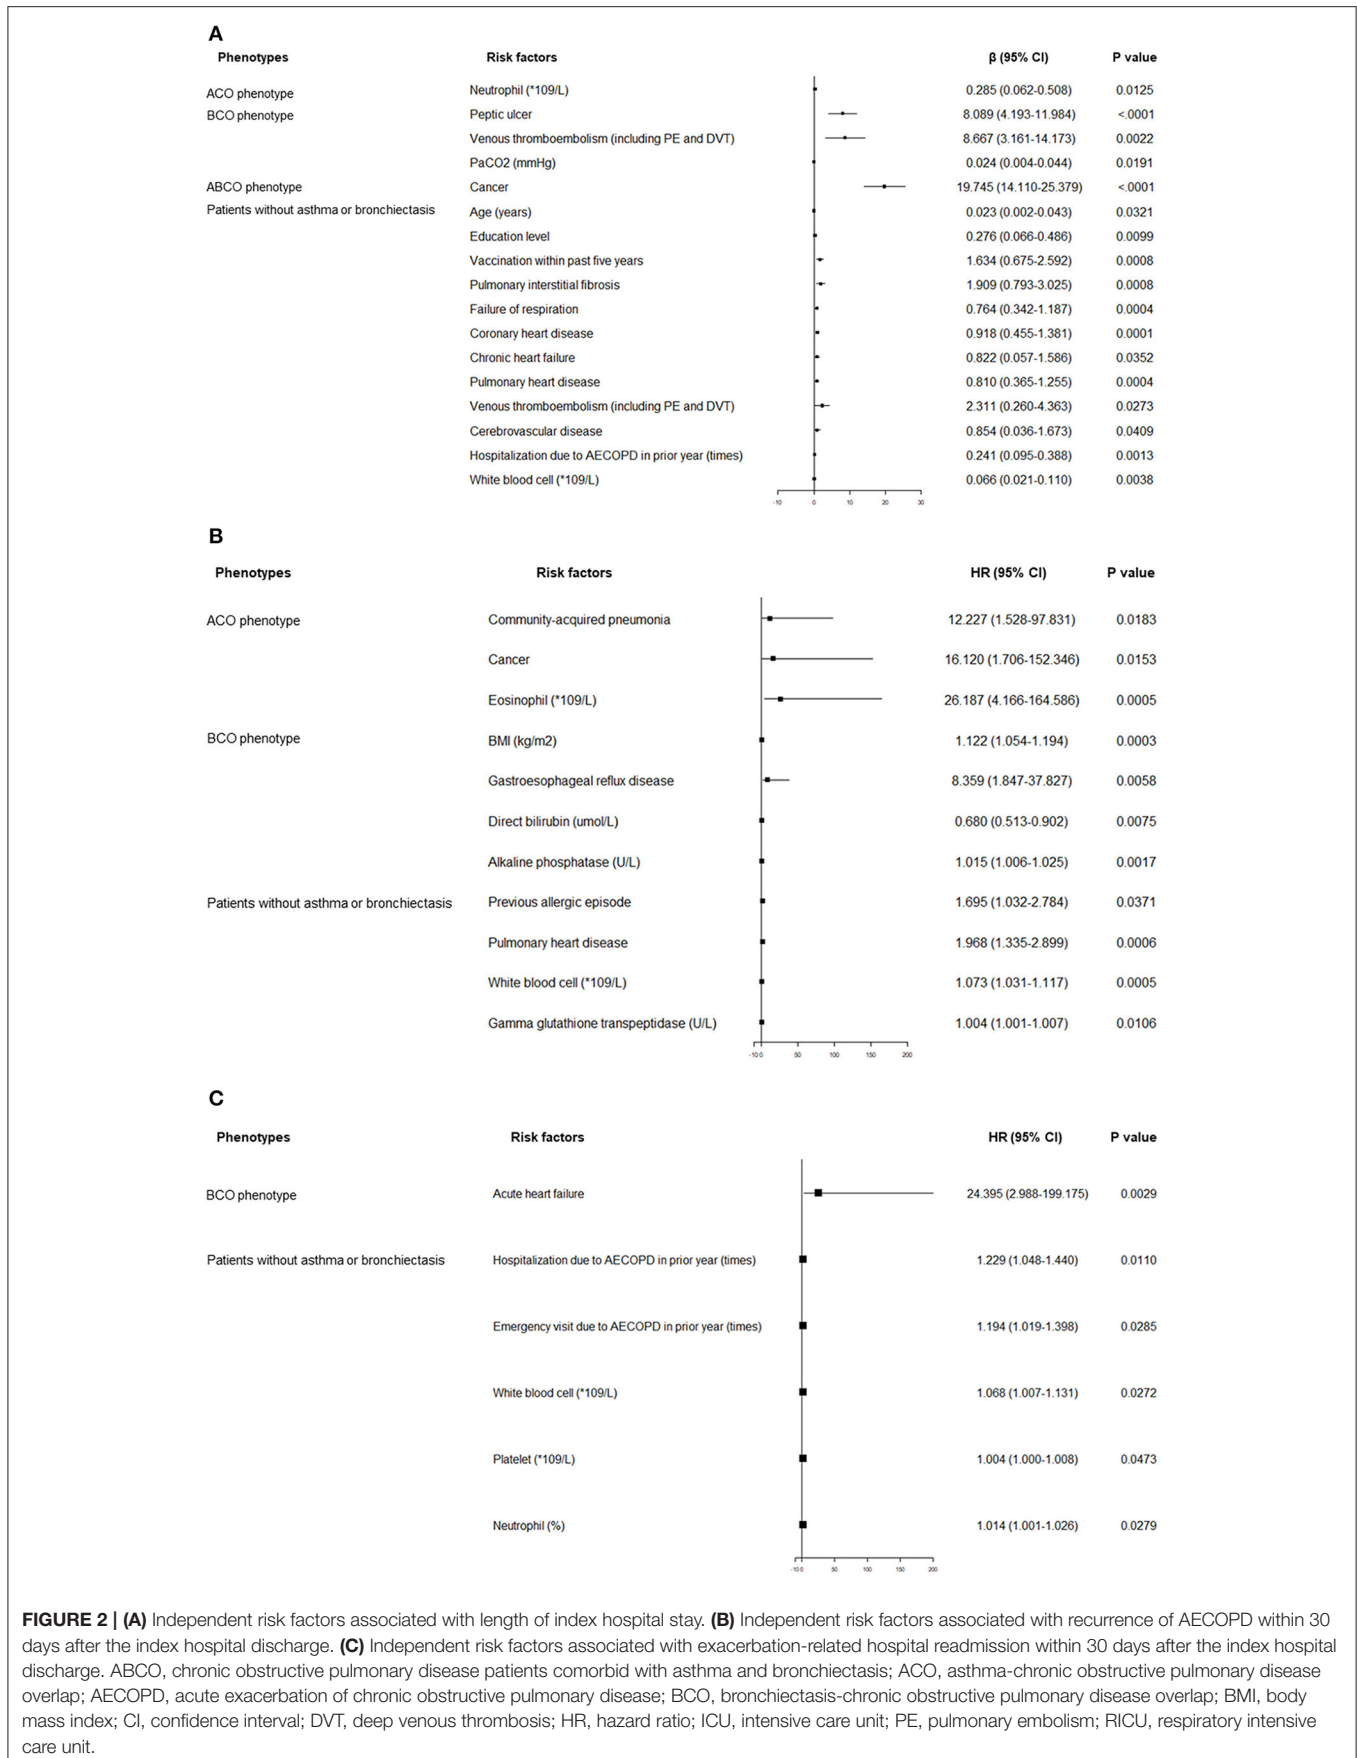 A
Phenotypes Risk factors β (95% CI) P value
ACO phenotype Neutrophil (*109/L) 0.285 (0.062-0.508) 0.0125
BCO phenotype Peptic ulcer 8.089 (4.193-11.984) <.0001
Venous thromboembolism (including PE and DVT) 8.667 (3.161-14.173) 0.0022
PaCO2 (mmHg) 0.024 (0.004-0.044) 0.0191
ABCO phenotype Cancer 19.745 (14.110-25.379) <.0001
Patients without asthma or bronchiectasis Age (years) 0.023 (0.002-0.043) 0.0321
Education level 0.276 (0.066-0.486) 0.0099
Vaccination within past five years 1.634 (0.675-2.592) 0.0008
Pulmonary interstitial fibrosis 1.909 (0.793-3.025) 0.0008
Failure of respiration 0.764 (0.342-1.187) 0.0004
Coronary heart disease 0.918 (0.455-1.381) 0.0001
Chronic heart failure 0.822 (0.057-1.586) 0.0352
Pulmonary heart disease 0.810 (0.365-1.255) 0.0004
Venous thromboembolism (including PE and DVT) 2.311 (0.260-4.363) 0.0273
Cerebrovascular disease 0.854 (0.036-1.673) 0.0409
Hospitalization due to AECOPD in prior year (times) 0.241 (0.095-0.388) 0.0013
White blood cell (*109/L) 0.066 (0.021-0.110) 0.0038
-10 0 10 20 30
B
Phenotypes Risk factors HR (95% CI) P value
ACO phenotype Community-acquired pneumonia 12.227 (1.528-97.831) 0.0183
Cancer 16.120 (1.706-152.346) 0.0153
Eosinophil (*109/L) 26.187 (4.166-164.586) 0.0005
BCO phenotype BMI (kg/m2) 1.122 (1.054-1.194) 0.0003
Gastroesophageal reflux disease 8.359 (1.847-37.827) 0.0058
Direct bilirubin (umol/L) 0.680 (0.513-0.902) 0.0075
Alkaline phosphatase (U/L) 1.015 (1.006-1.025) 0.0017
Patients without asthma or bronchiectasis Previous allergic episode 1.695 (1.032-2.784) 0.0371
Pulmonary heart disease 1.968 (1.335-2.899) 0.0006
White blood cell (*109/L) 1.073 (1.031-1.117) 0.0005
Gamma glutathione transpeptidase (U/L) 1.004 (1.001-1.007) 0.0106
-10 0 50 100 150 200
C
Phenotypes Risk factors HR (95% CI) P value
BCO phenotype Acute heart failure 24.395 (2.988-199.175) 0.0029
Patients without asthma or bronchiectasis Hospitalization due to AECOPD in prior year (times) 1.229 (1.048-1.440) 0.0110
Emergency visit due to AECOPD in prior year (times) 1.194 (1.019-1.398) 0.0285
White blood cell (*109/L) 1.068 (1.007-1.131) 0.0272
Platelet (*109/L) 1.004 (1.000-1.008) 0.0473
Neutrophil (%) 1.014 (1.001-1.026) 0.0279
-10 0 50 100 150 200
FIGURE 2 | (A) Independent risk factors associated with length of index hospital stay. (B) Independent risk factors associated with recurrence of AECOPD within 30
days after the index hospital discharge. (C) Independent risk factors associated with exacerbation-related hospital readmission within 30 days after the index hospital
discharge. ABCO, chronic obstructive pulmonary disease patients comorbid with asthma and bronchiectasis; ACO, asthma-chronic obstructive pulmonary disease
overlap; AECOPD, acute exacerbation of chronic obstructive pulmonary disease; BCO, bronchiectasis-chronic obstructive pulmonary disease overlap; BMI, body
mass index; CI, confidence interval; DVT, deep venous thrombosis; HR, hazard ratio; ICU, intensive care unit; PE, pulmonary embolism; RICU, respiratory intensive
care unit.